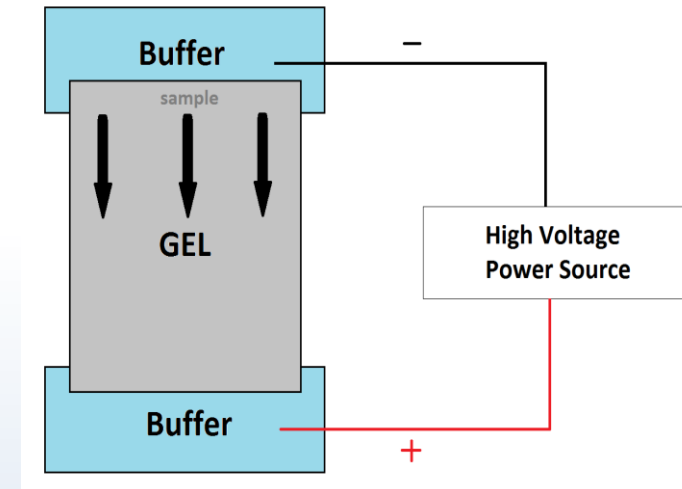 Buffer
−
sample
GEL
High Voltage
Power Source
Buffer
+